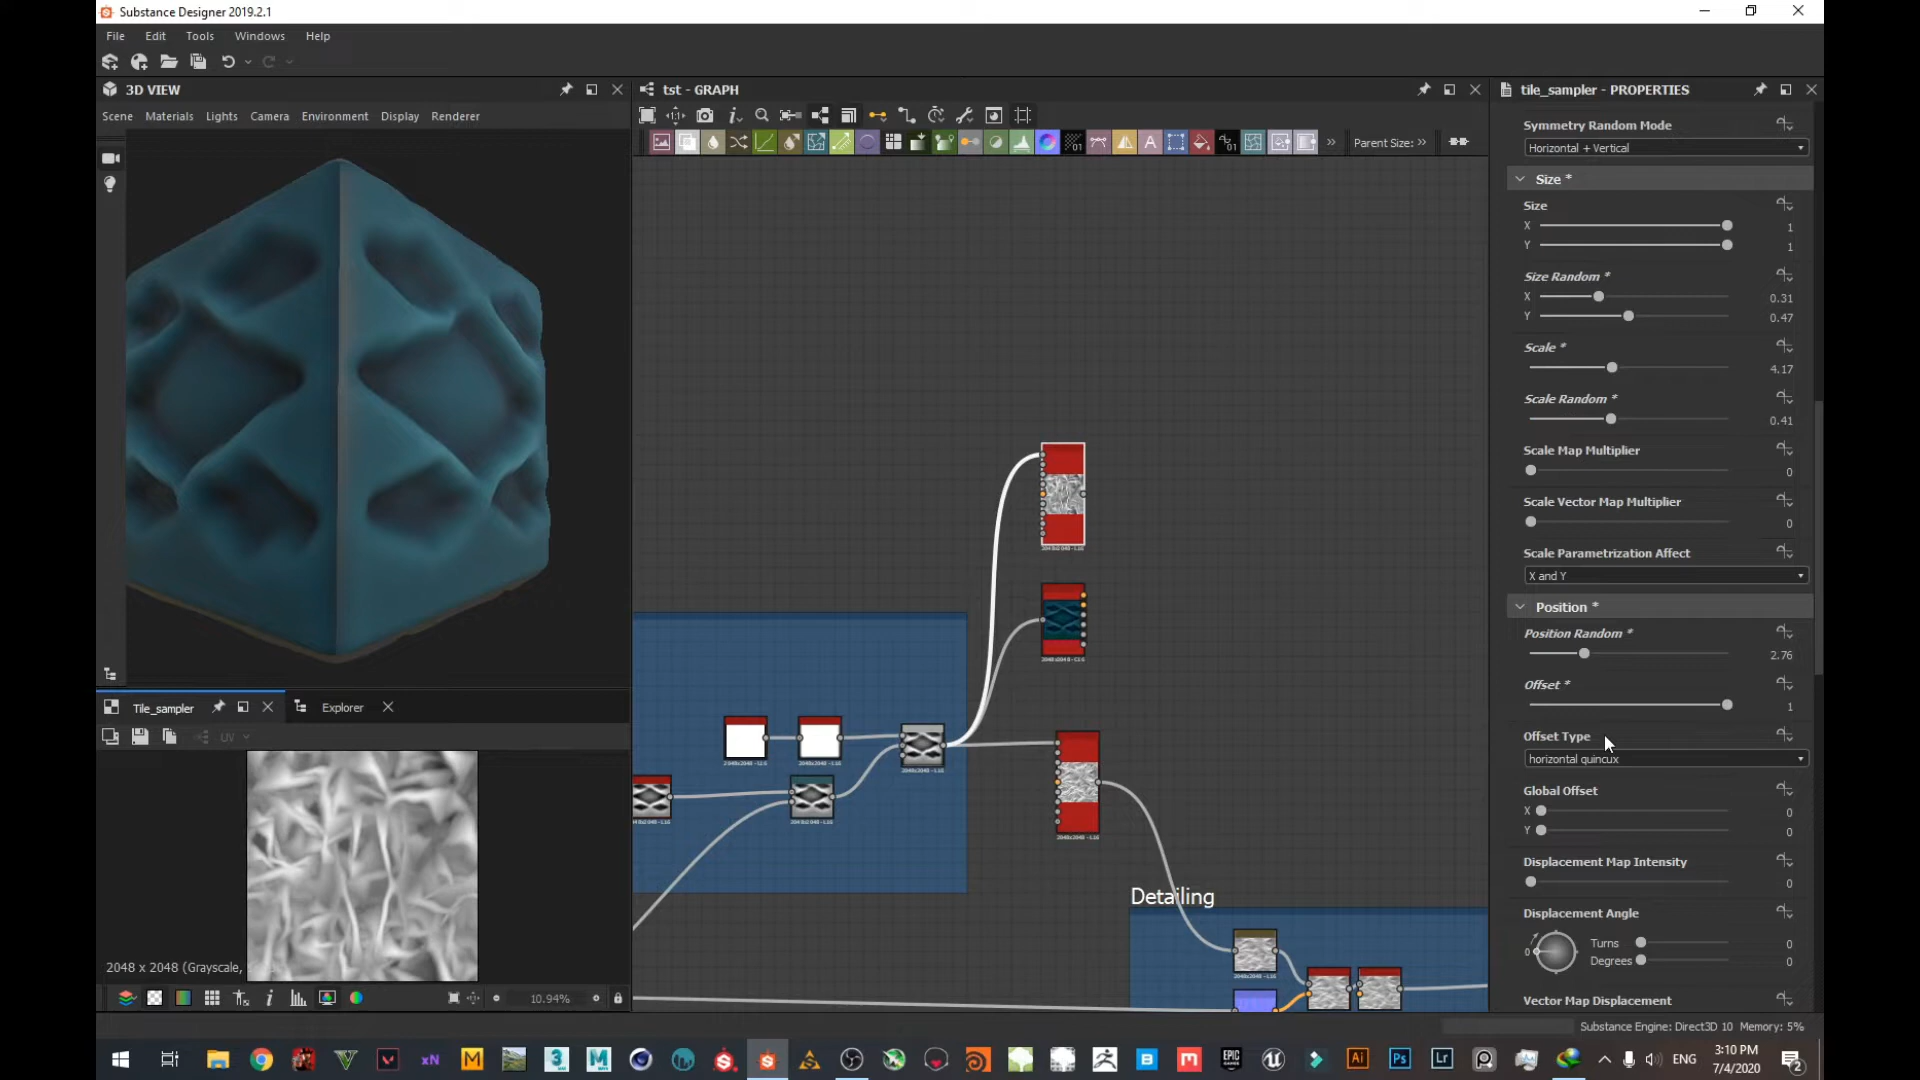 Substance Designer 2019.2.1
File Edit Tools Windows Help
3D VIEW
Scene Materials Lights Camera Environment Display Renderer
tst - GRAPH
Parent Size:
tile_sampler - PROPERTIES
Symmetry Random Mode
Horizontal + Vertical
Size *
Size
X 1
Y 1
Size Random *
X 0.31
Y 0.47
Scale *
4.17
Scale Random *
0.41
Scale Map Multiplier
0
Scale Vector Map Multiplier
0
Scale Parametrization Affect
X and Y
Position *
Position Random *
2.76
Offset *
1
Offset Type
horizontal quincux
Global Offset
X 0
Y 0
Displacement Map Intensity
0
Displacement Angle
0 Turns 0
Degrees 0
Vector Map Displacement
Detailing
Tile_sampler Explorer
UV
2048 x 2048 (Grayscale,
10.94%
Substance Engine: Direct3D 10 Memory: 5%
ENG
3:10 PM
7/4/2020
2